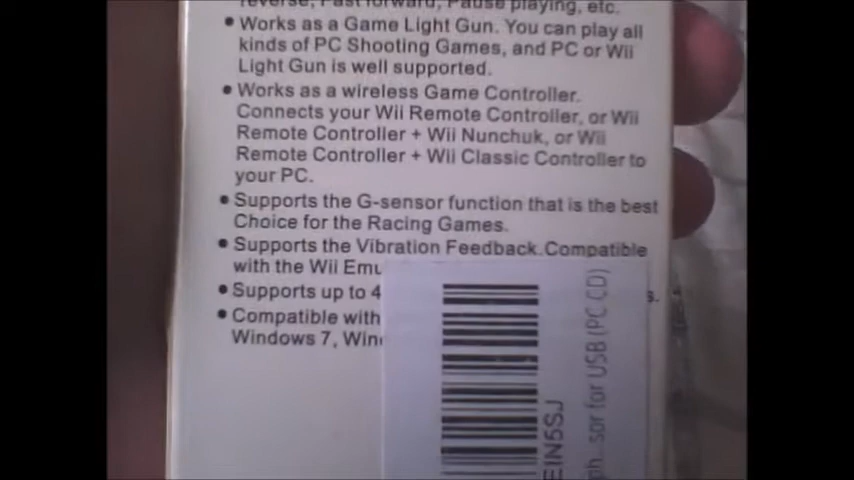 reverse, Fast forward, Pause playing, etc.
• Works as a Game Light Gun. You can play all
kinds of PC Shooting Games, and PC or Wii
Light Gun is well supported.
• Works as a wireless Game Controller.
Connects your Wii Remote Controller, or Wii
Remote Controller + Wii Nunchuk, or Wii
Remote Controller + Wii Classic Controller to
your PC.
• Supports the G-sensor function that is the best
Choice for the Racing Games.
• Supports the Vibration Feedback.Compatible
with the Wii Emu
• Supports up to 4 s.
• Compatible with
Windows 7, Win
EIN5SJ
ph...sor for USB (PC CD)